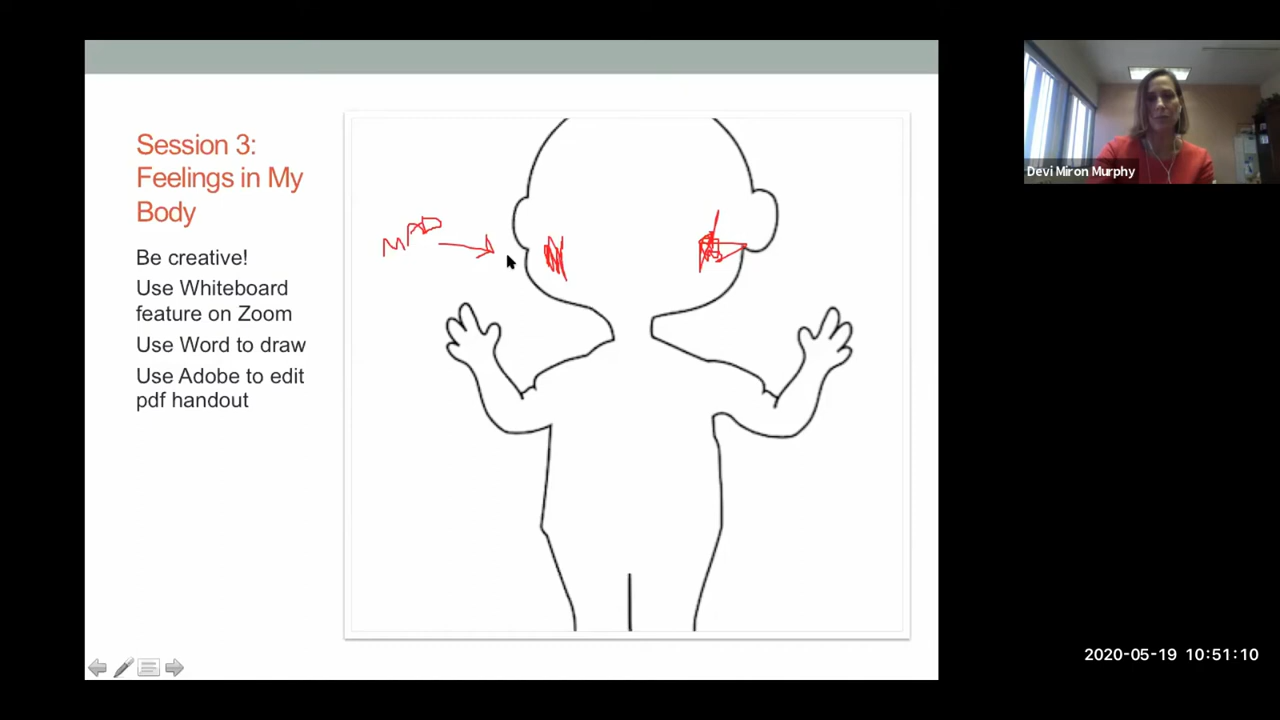 Session 3:
Feelings in My
Body
Be creative!
Use Whiteboard
feature on Zoom
Use Word to draw
Use Adobe to edit
pdf handout
MAD
Devi Miron Murphy
2020-05-19 10:51:10